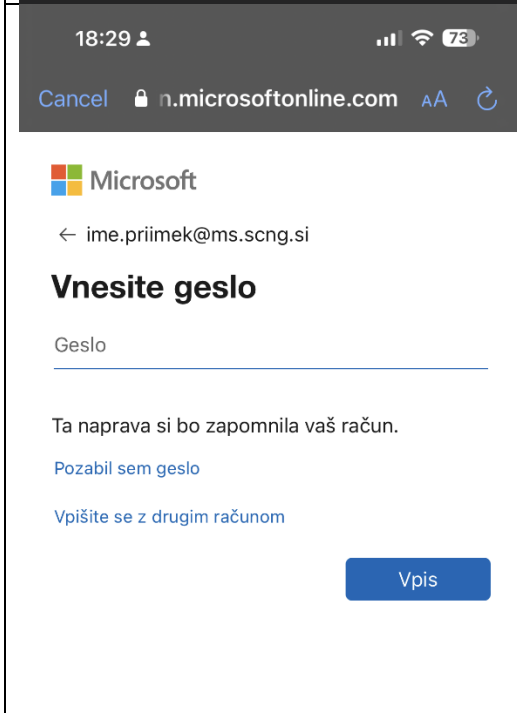 18:29
73
Cancel n.microsoftonline.com AA
Microsoft
← ime.priimek@ms.scng.si
Vnesite geslo
Geslo
Ta naprava si bo zapomnila vaš račun.
Pozabil sem geslo
Vpišite se z drugim računom
Vpis